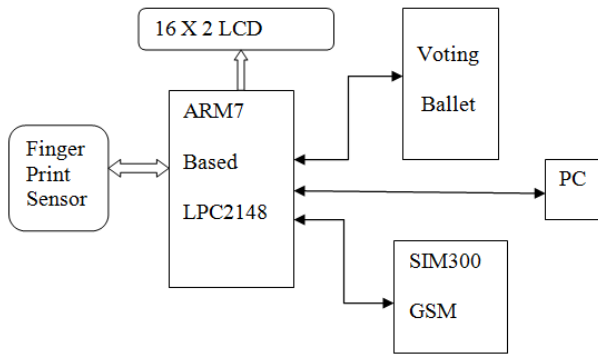 16 X 2 LCD
Voting
Ballet
ARM7
Based
LPC2148
Finger
Print
Sensor
PC
SIM300
GSM